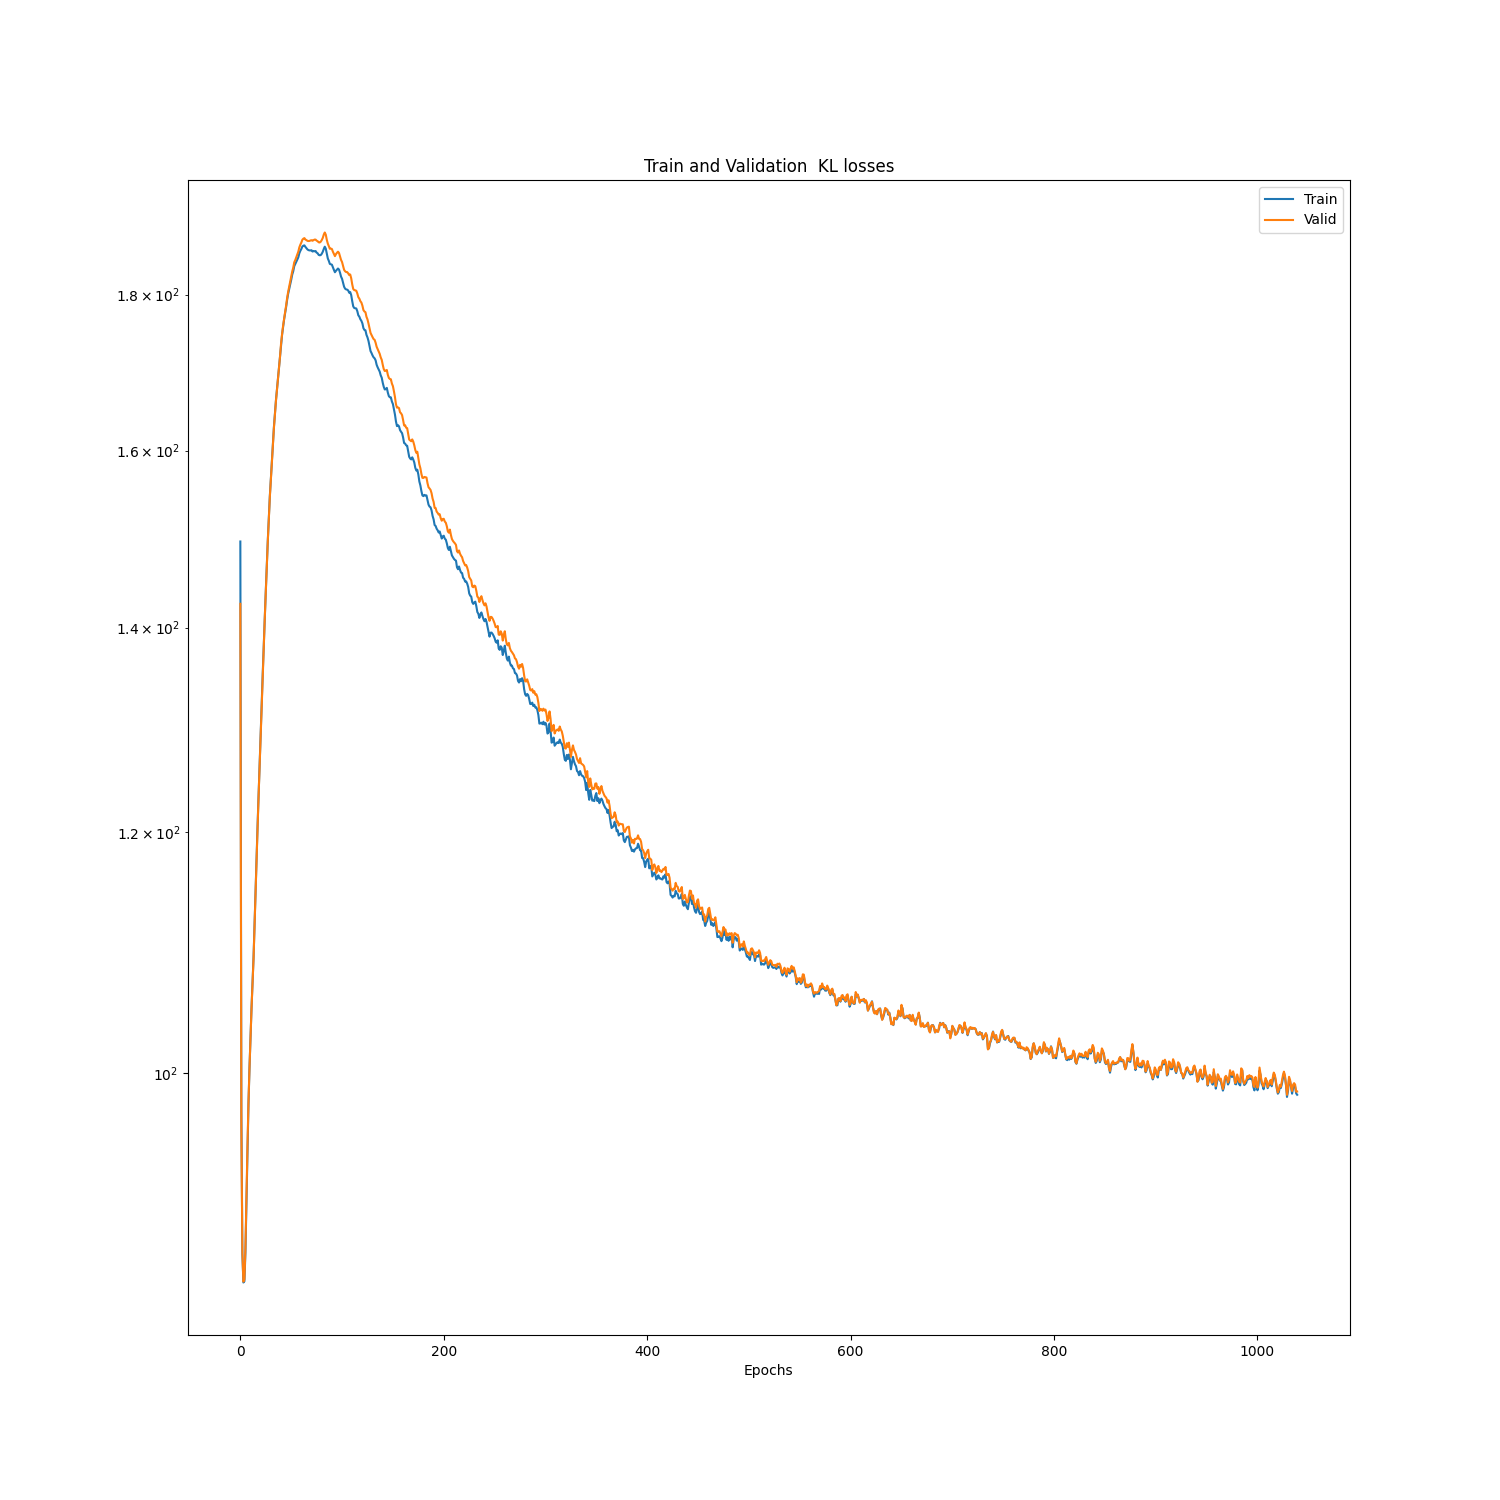 Train and Validation  KL losses
Train
Valid
1.8 × 10²
1.6 × 10²
1.4 × 10²
1.2 × 10²
10²
0 200 400 600 800 1000
Epochs